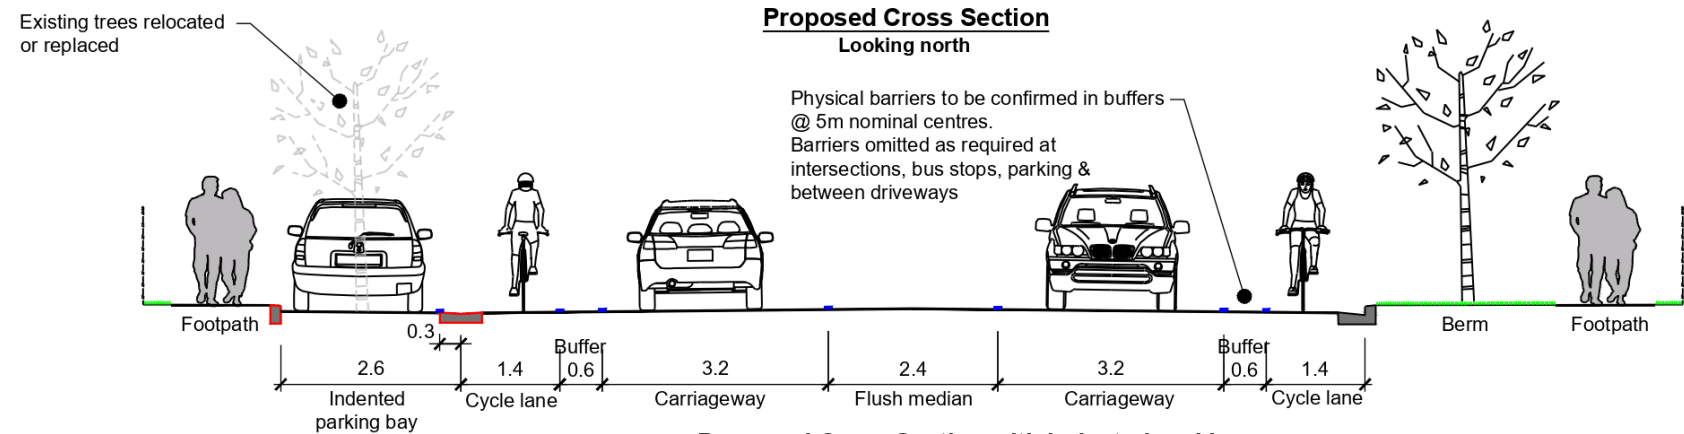 Existing trees relocated
or replaced
Proposed Cross Section
Looking north
Physical barriers to be confirmed in buffers
@ 5m nominal centres.
Barriers omitted as required at
intersections, bus stops, parking &
between driveways
Footpath
0.3
Buffer
Buffer
Berm
Footpath
2.6
1.4
0.6
3.2
2.4
3.2
0.6
1.4
Indented
parking bay
Cycle lane
Carriageway
Flush median
Carriageway
Cycle lane